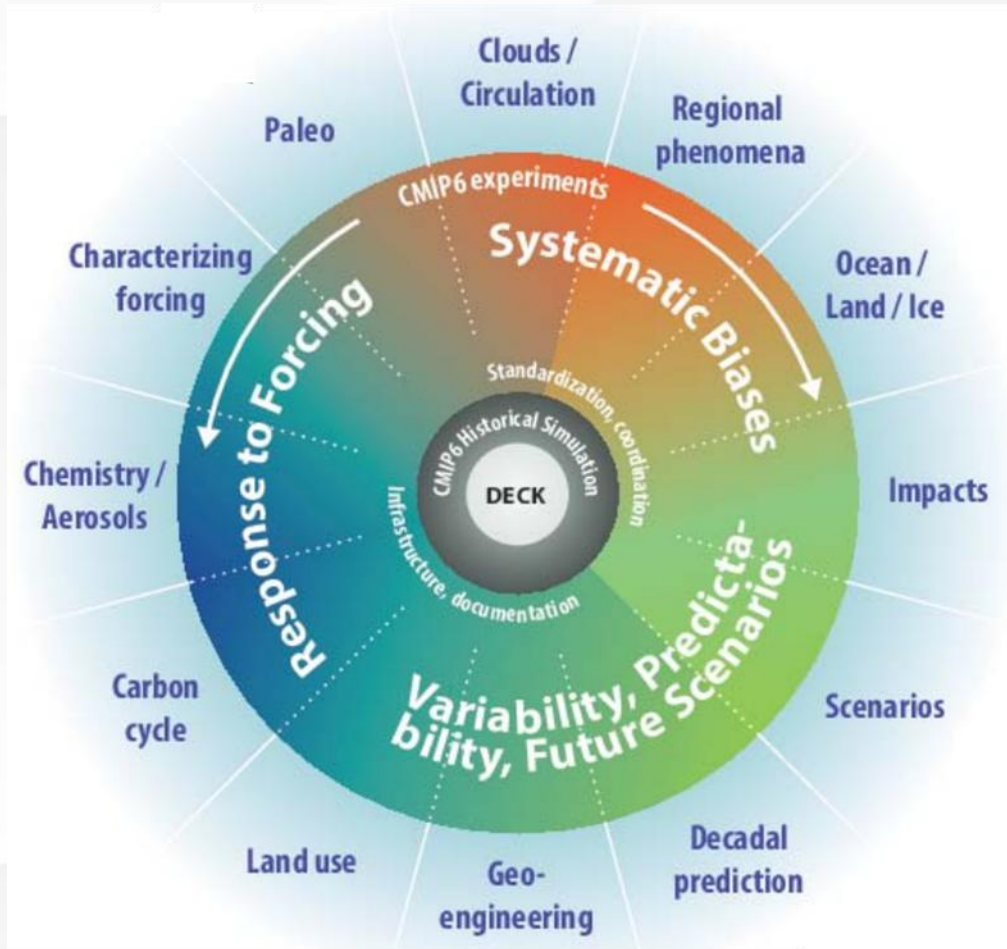 Clouds /
Circulation
Regional
phenomena
Ocean /
Land / Ice
Impacts
Scenarios
Decadal
prediction
Geo-
engineering
Land use
Carbon
cycle
Chemistry /
Aerosols
Characterizing
forcing
Paleo
CMIP6 experiments
Systematic Biases
Variability, Predicta-
bility, Future Scenarios
Response to Forcing
Standardization, coordination
Infrastructure, documentation
CMIP6 Historical Simulation
DECK